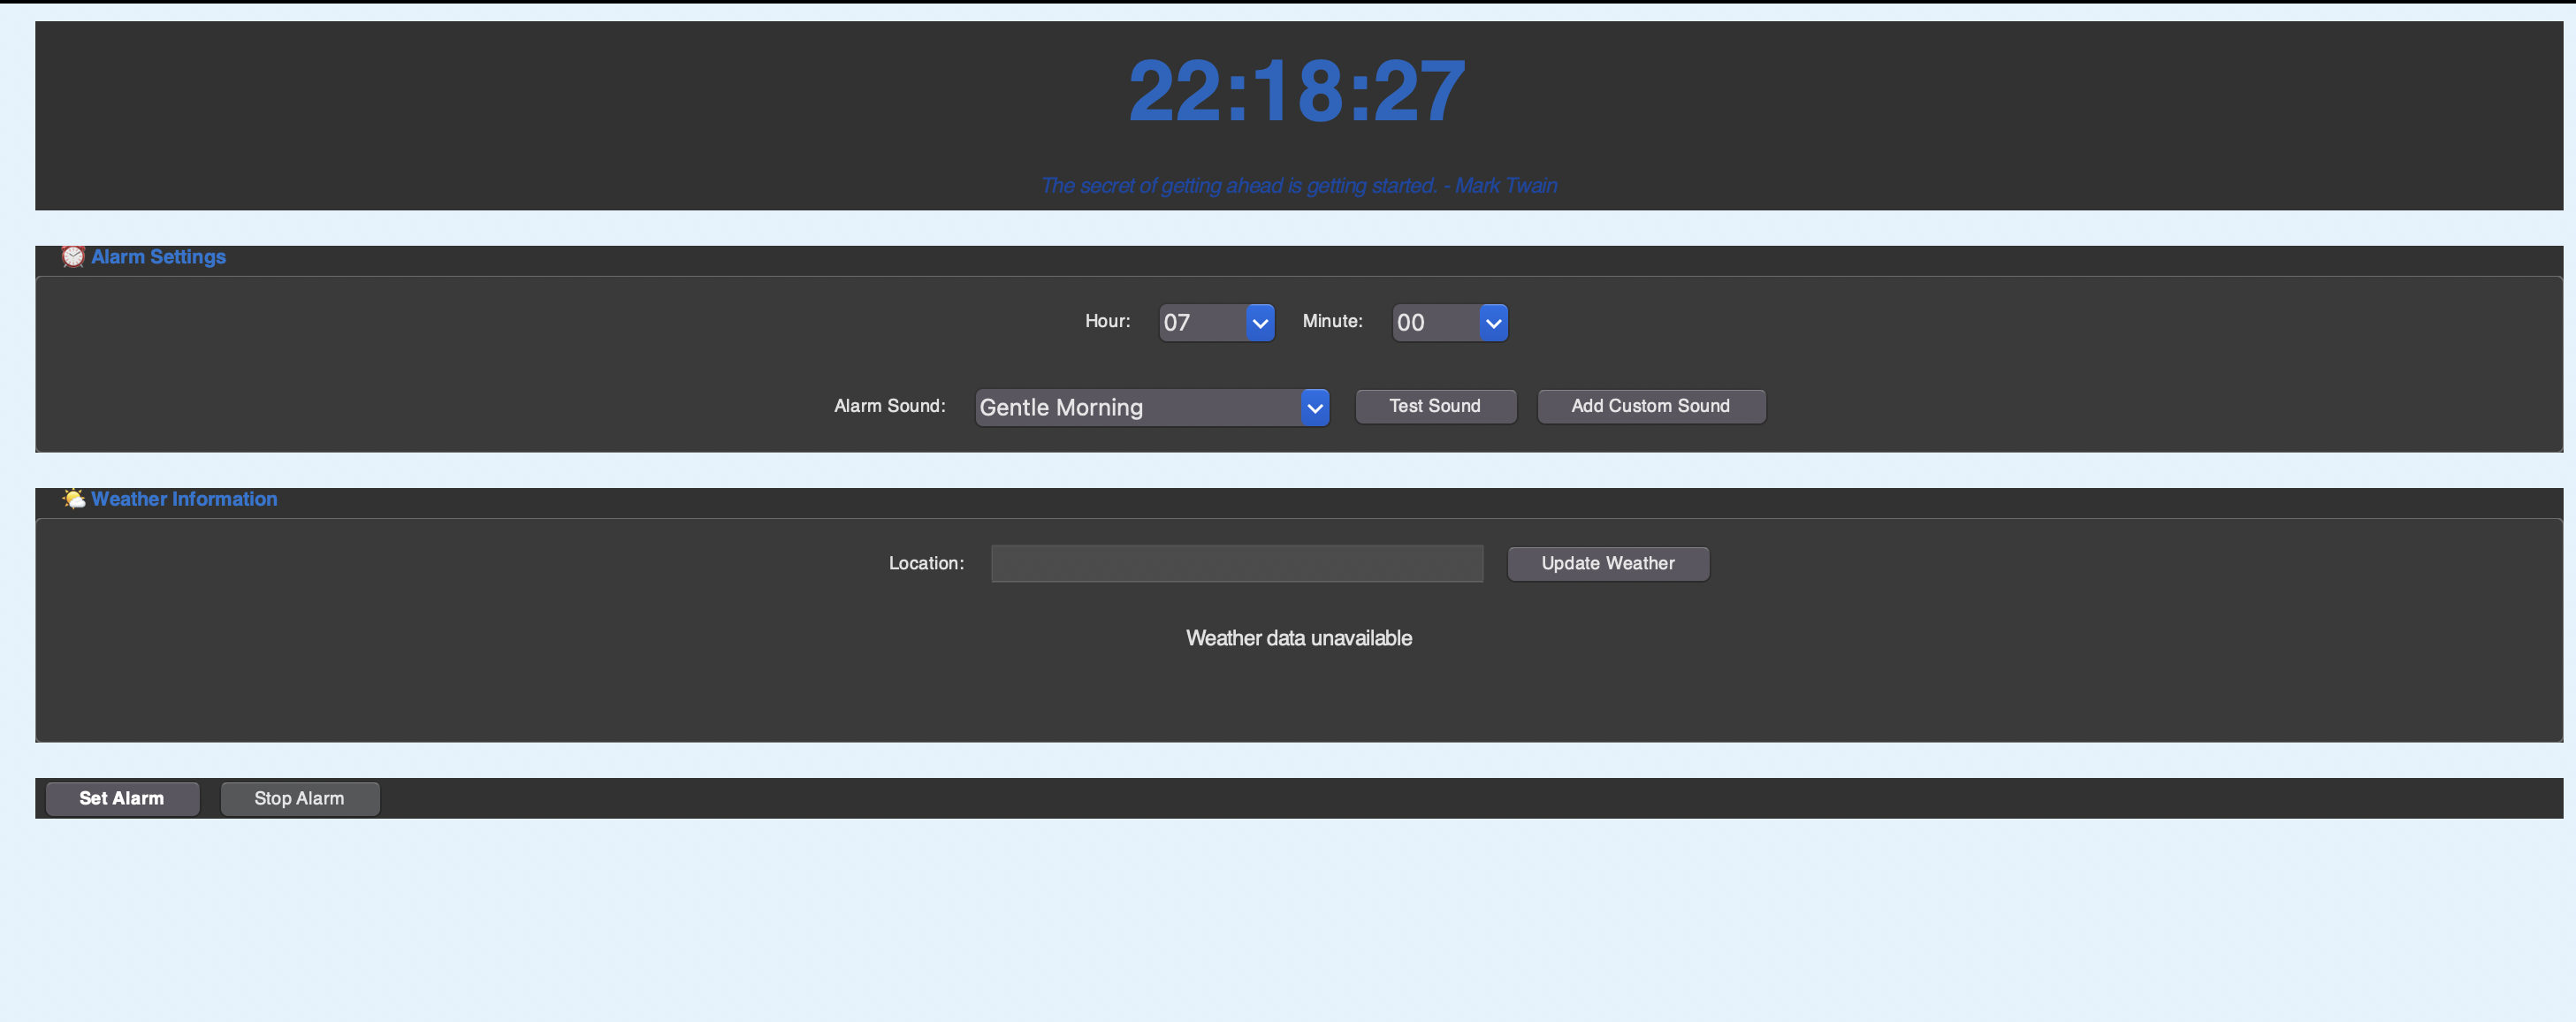 22:18:27
The secret of getting ahead is getting started. - Mark Twain
⏰ Alarm Settings
Hour: 07 Minute: 00
Alarm Sound: Gentle Morning Test Sound Add Custom Sound
🌤️ Weather Information
Location: Update Weather
Weather data unavailable
Set Alarm Stop Alarm